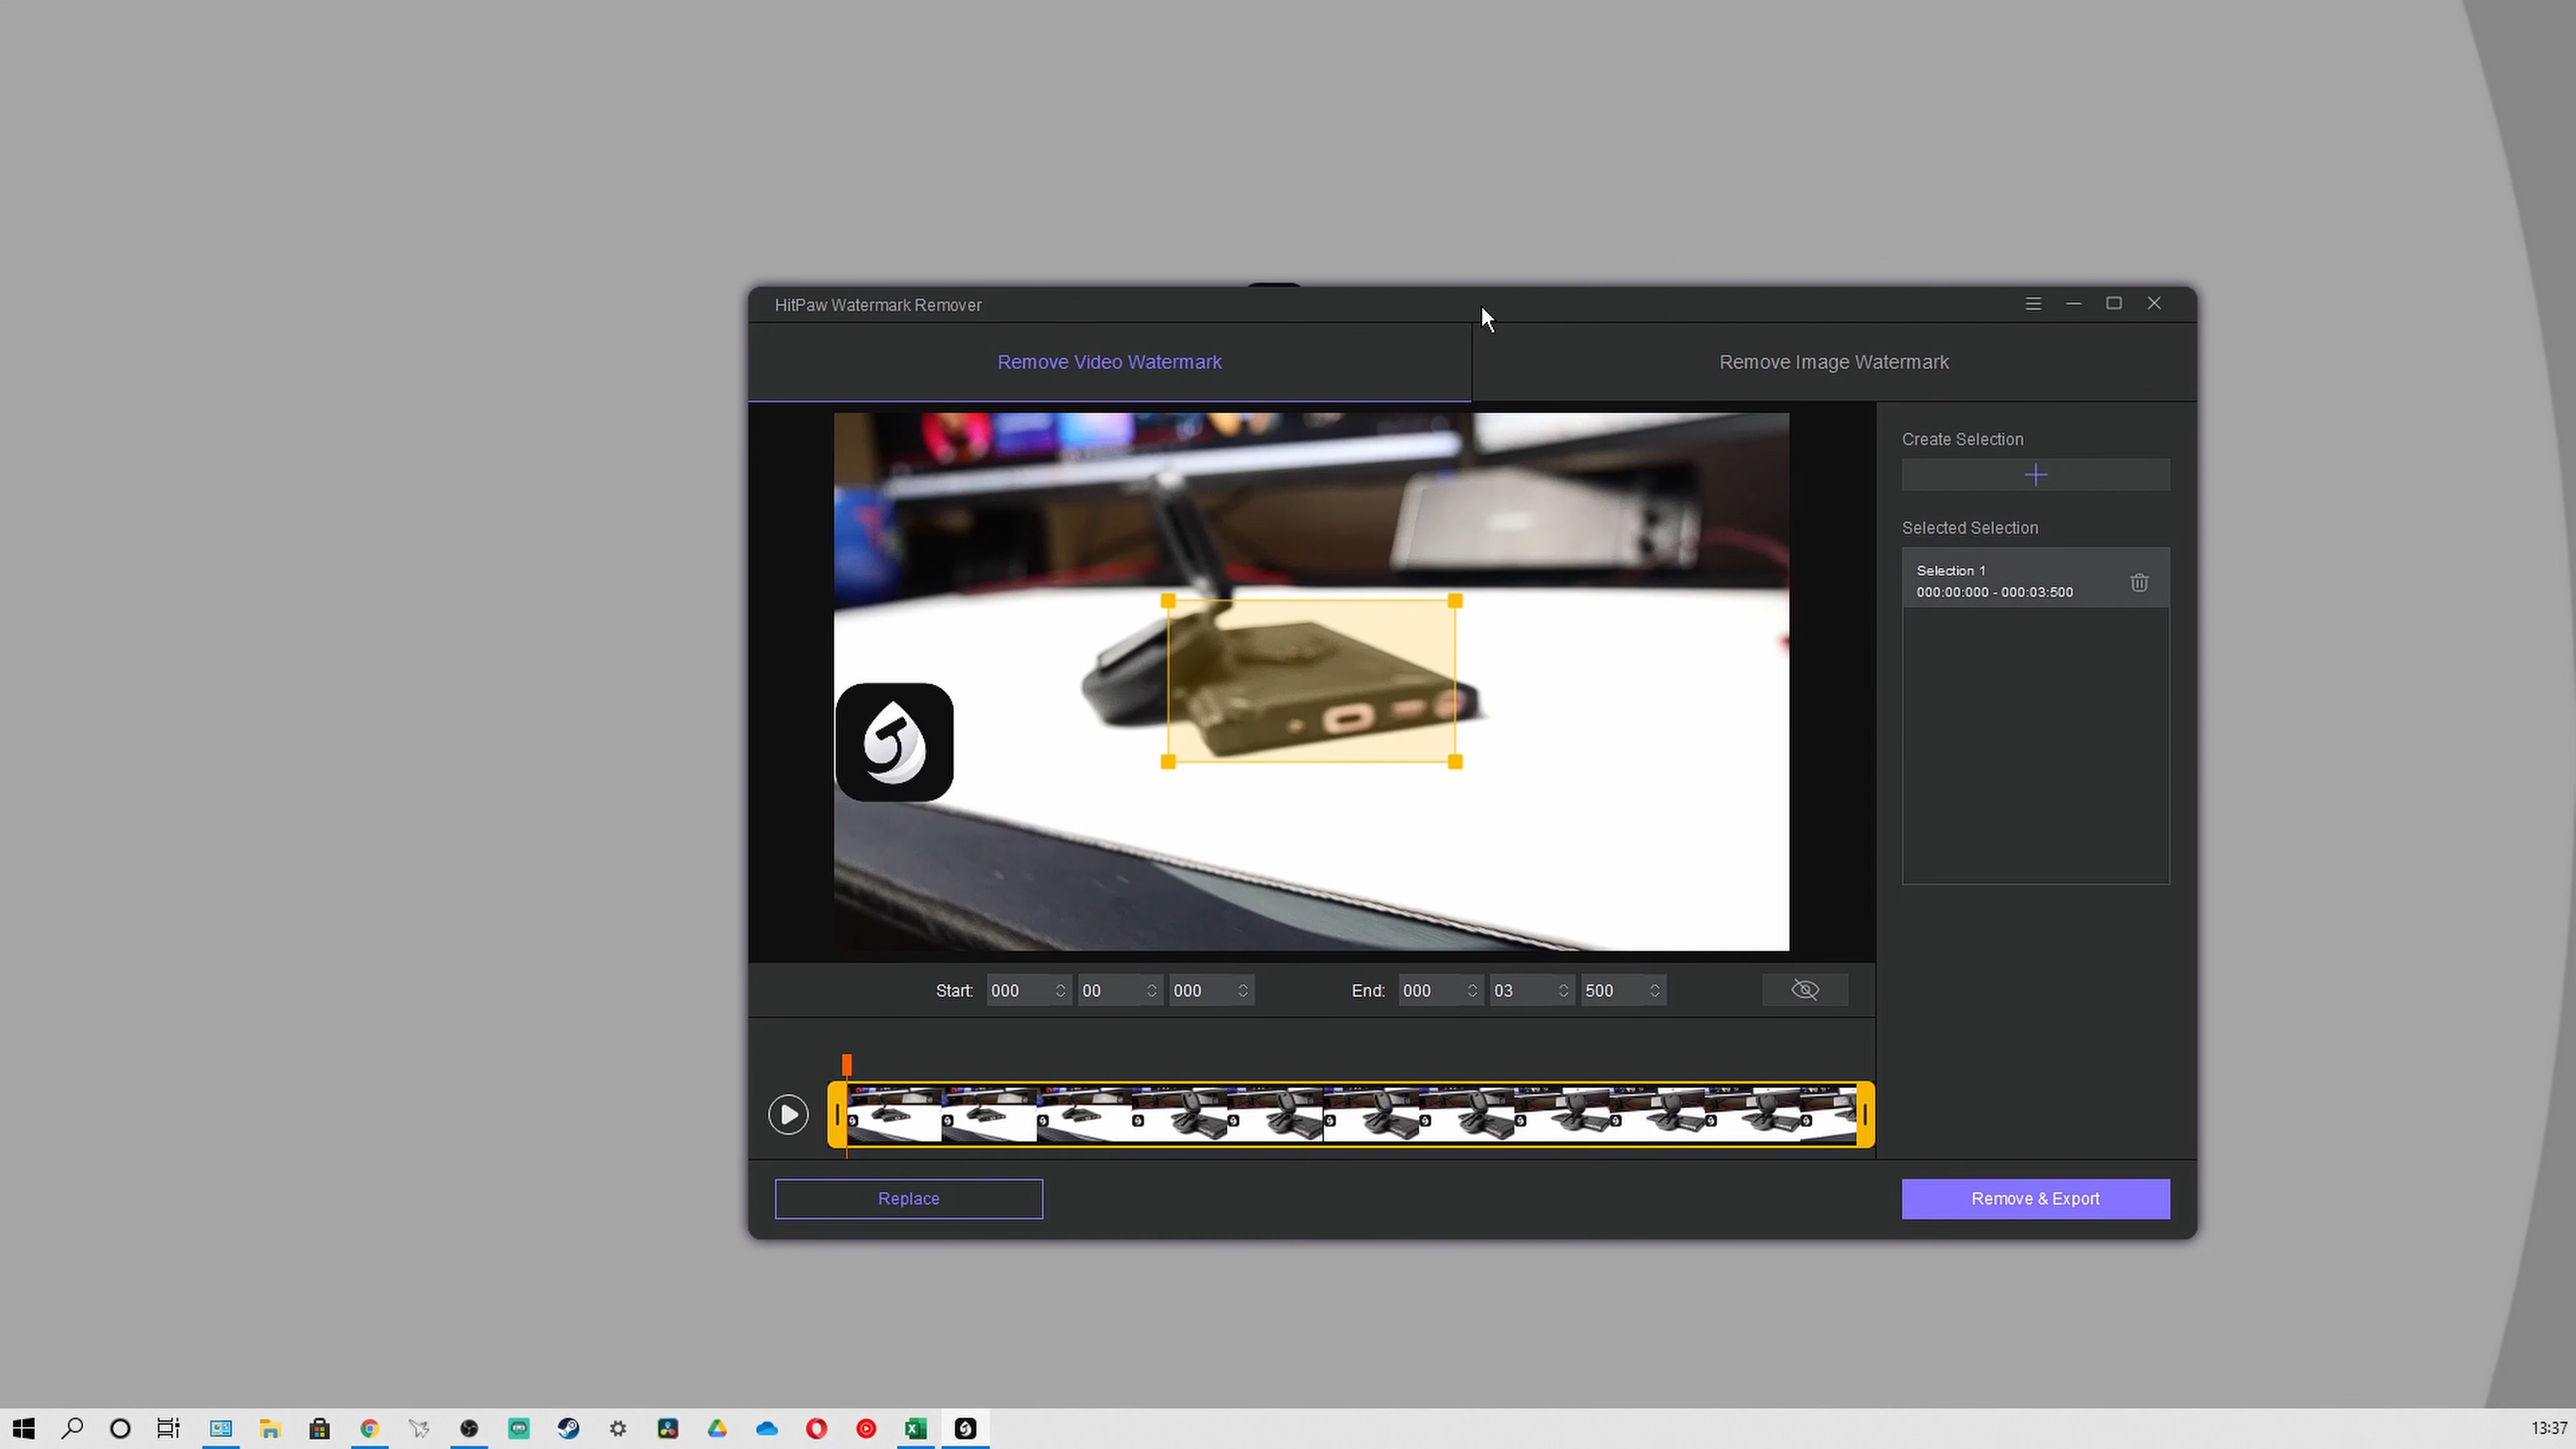 HitPaw Watermark Remover
Remove Video Watermark
Remove Image Watermark
Create Selection
Selected Selection
Selection 1
000:00:000 - 000:03:500
Start: 000 00 000 End: 000 03 500
Replace
Remove & Export
13:37